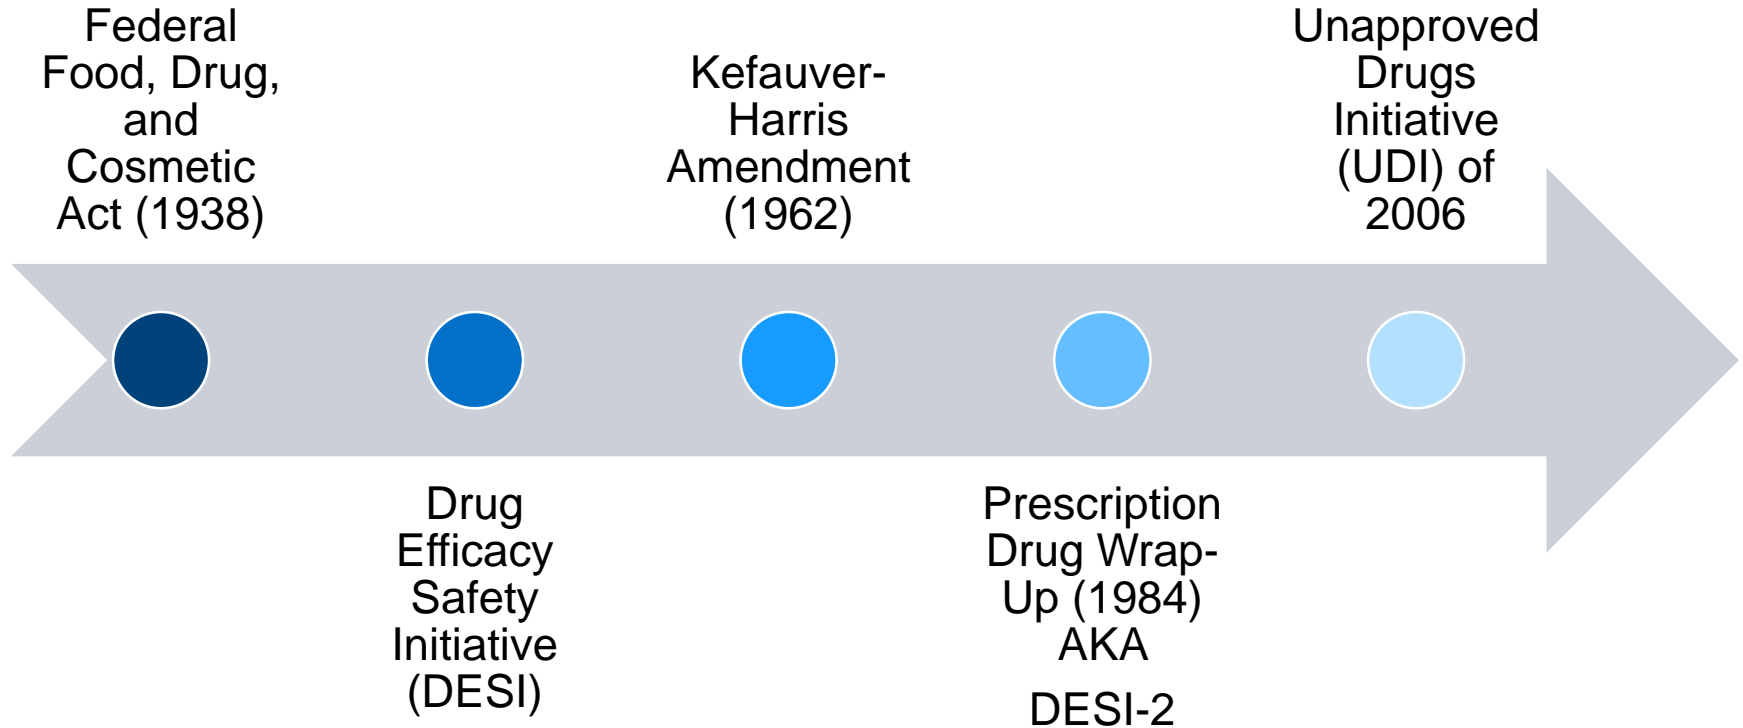 Federal
Food, Drug,
and
Cosmetic
Act (1938)
Drug
Efficacy
Safety
Initiative
(DESI)
Kefauver-
Harris
Amendment
(1962)
Prescription
Drug Wrap-
Up (1984)
AKA
DESI-2
Unapproved
Drugs
Initiative
(UDI) of
2006